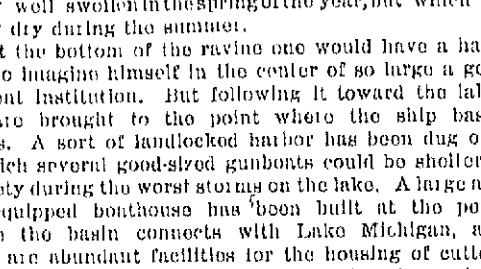 well swollen in the spring of the year, but which
dry during the summer.
t the bottom of the ravine one would have a ha
o imagine himself in the center of so large a go
ent institution. But following it toward the lak
are brought to the point where the ship bas
s. A sort of landlocked harbor has been dug o
ich several good-sized gunboats could be shelter
ety during the worst storms on the lake. A large a
quipped boathouse has been built at the po
the basin connects with Lake Michigan, a
are abundant facilities for the housing of cutte